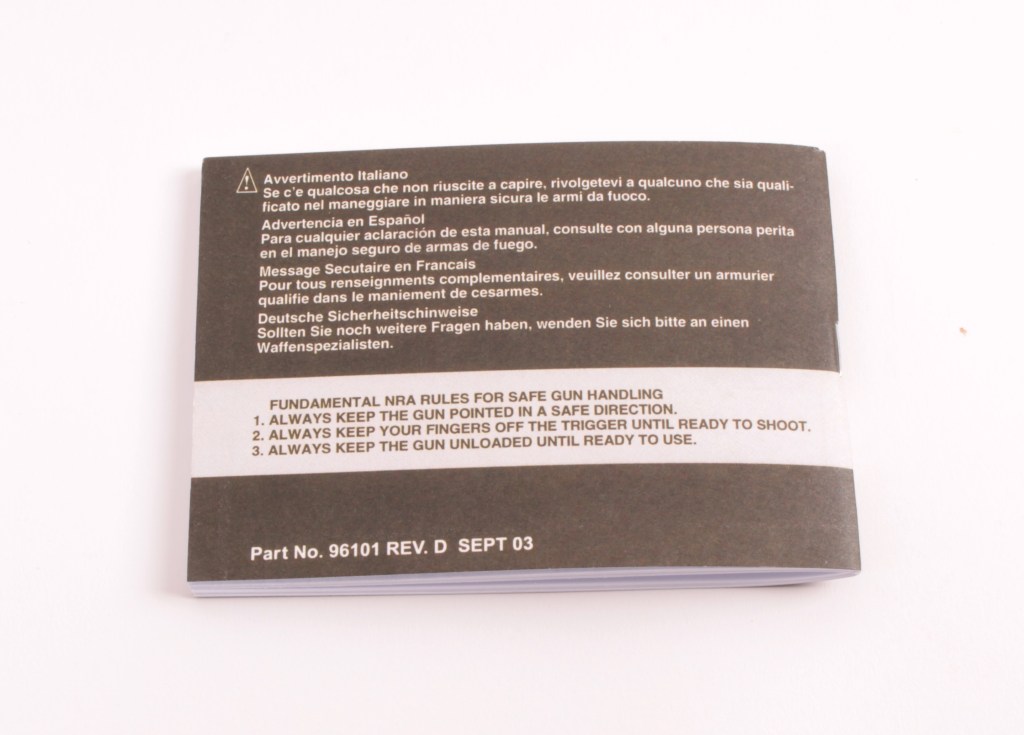 Avvertimento Italiano
Se c'e qualcosa che non riuscite a capire, rivolgetevi a qualcuno che sia quali-
ficato nel maneggiare in maniera sicura le armi da fuoco.
Advertencia en Español
Para cualquier aclaración de esta manual, consulte con alguna persona perita
en el manejo seguro de armas de fuego.
Message Secutaire en Francais
Pour tous renseignments complementaires, veuillez consulter un armurier
qualifie dans le maniement de cesarmes.
Deutsche Sicherheitschinweise
Sollten Sie noch weitere Fragen haben, wenden Sie sich bitte an einen
Waffenspezialisten.
FUNDAMENTAL NRA RULES FOR SAFE GUN HANDLING
1. ALWAYS KEEP THE GUN POINTED IN A SAFE DIRECTION.
2. ALWAYS KEEP YOUR FINGERS OFF THE TRIGGER UNTIL READY TO SHOOT.
3. ALWAYS KEEP THE GUN UNLOADED UNTIL READY TO USE.
Part No. 96101 REV. D SEPT 03